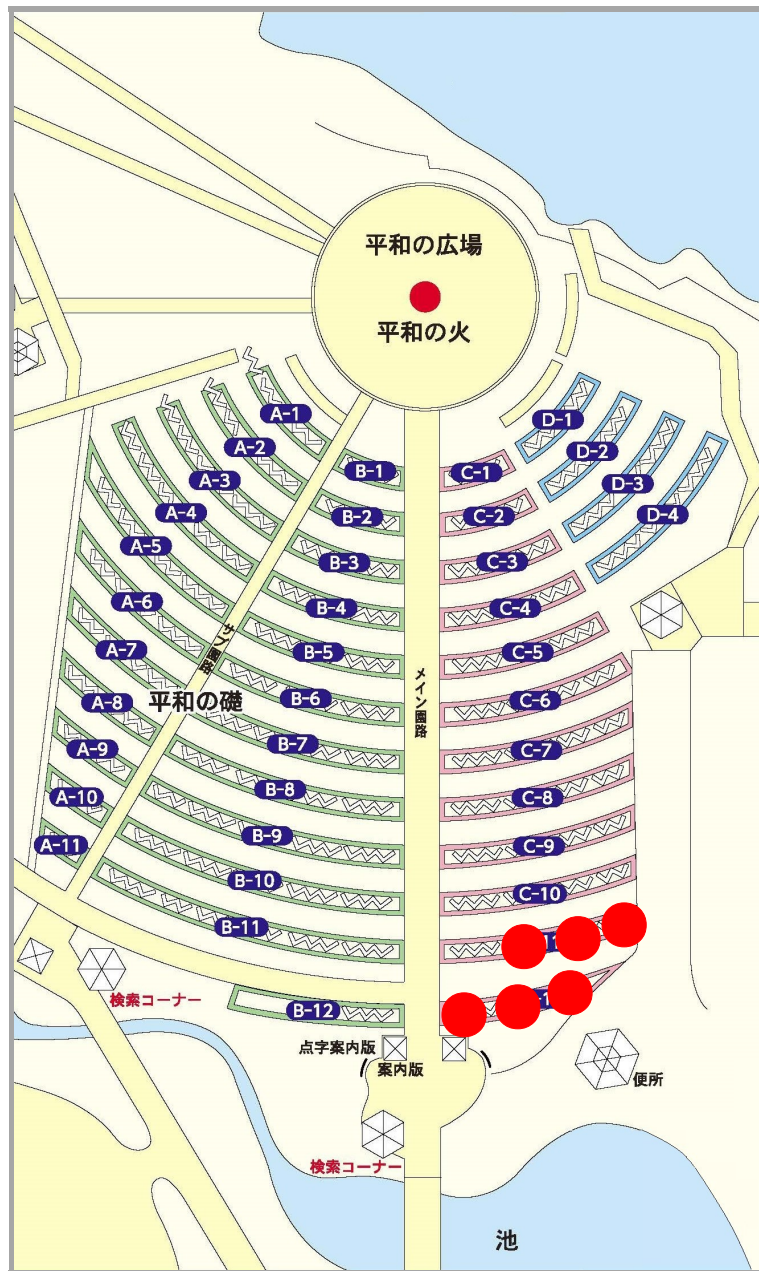 平和の広場
平和の火
A-1
A-2
A-3
A-4
A-5
A-6
A-7
A-8
A-9
A-10
A-11
B-1
B-2
B-3
B-4
B-5
B-6
B-7
B-8
B-9
B-10
B-11
B-12
C-1
C-2
C-3
C-4
C-5
C-6
C-7
C-8
C-9
C-10
D-1
D-2
D-3
D-4
サブ園路
メイン園路
平和の礎
検索コーナー
点字案内版
案内版
便所
検索コーナー
池